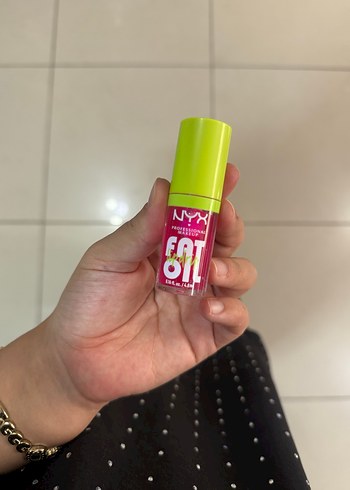 NYX
PROFESSIONAL
MAKEUP
FAT
OIL